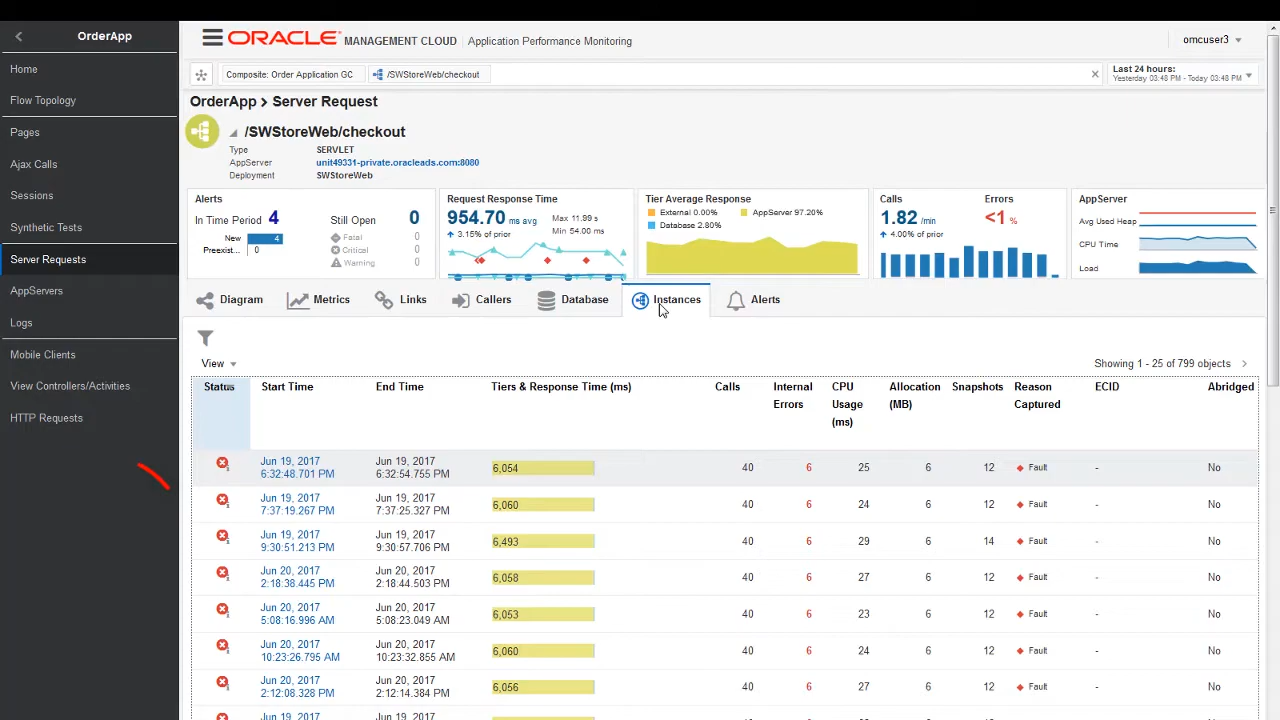 OrderApp
Home
Flow Topology
Pages
Ajax Calls
Sessions
Synthetic Tests
Server Requests
AppServers
Logs
Mobile Clients
View Controllers/Activities
HTTP Requests
ORACLE MANAGEMENT CLOUD Application Performance Monitoring
omcuser3
Composite: Order Application GC /SWStoreWeb/checkout
Last 24 hours:
Yesterday 03:48 PM - Today 03:48 PM
OrderApp > Server Request
/SWStoreWeb/checkout
Type SERVLET
AppServer unit49331-private.oracleads.com:8080
Deployment SWStoreWeb
Alerts
In Time Period 4 Still Open 0
New 4 Fatal 0
Preexist... 0 Critical 0
Warning 0
Request Response Time
954.70 ms avg Max 11.99 s
3.15% of prior Min 54.00 ms
Tier Average Response
External 0.00% AppServer 97.20%
Database 2.80%
Calls Errors
1.82 /min <1 %
4.00% of prior
AppServer
Avg Used Heap
CPU Time
Load
Diagram Metrics Links Callers Database Instances Alerts
View Showing 1 - 25 of 799 objects
Status Start Time End Time Tiers & Response Time (ms) Calls Internal Errors CPU Usage (ms) Allocation (MB) Snapshots Reason Captured ECID Abridged
Jun 19, 2017 6:32:48.701 PM Jun 19, 2017 6:32:54.755 PM 6,054 40 6 25 6 12 Fault - No
Jun 19, 2017 7:37:19.267 PM Jun 19, 2017 7:37:25.327 PM 6,060 40 6 24 6 12 Fault - No
Jun 19, 2017 9:30:51.213 PM Jun 19, 2017 9:30:57.706 PM 6,493 40 6 29 6 14 Fault - No
Jun 20, 2017 2:18:38.445 PM Jun 20, 2017 2:18:44.503 PM 6,058 40 6 27 6 12 Fault - No
Jun 20, 2017 5:08:16.996 AM Jun 20, 2017 5:08:23.049 AM 6,053 40 6 23 6 12 Fault - No
Jun 20, 2017 10:23:26.795 AM Jun 20, 2017 10:23:32.855 AM 6,060 40 6 24 6 12 Fault - No
Jun 20, 2017 2:12:08.328 PM Jun 20, 2017 2:12:14.384 PM 6,056 40 6 27 6 12 Fault - No